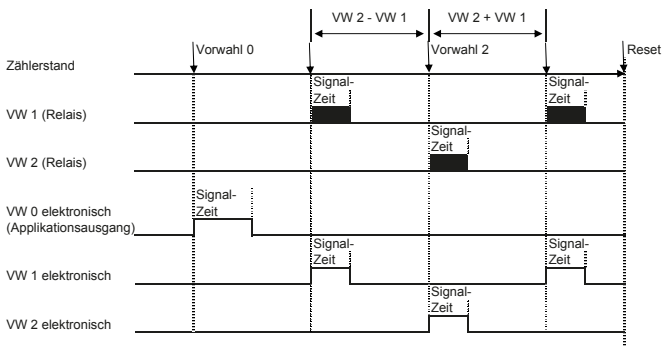 VW 2 - VW 1
VW 2 + VW 1
Vorwahl 0
Vorwahl 2
Reset
Zählerstand
Signal-
Zeit
Signal-
Zeit
VW 1 (Relais)
Signal-
Zeit
VW 2 (Relais)
Signal-
Zeit
VW 0 elektronisch
(Applikationsausgang)
Signal-
Zeit
Signal-
Zeit
VW 1 elektronisch
Signal-
Zeit
VW 2 elektronisch